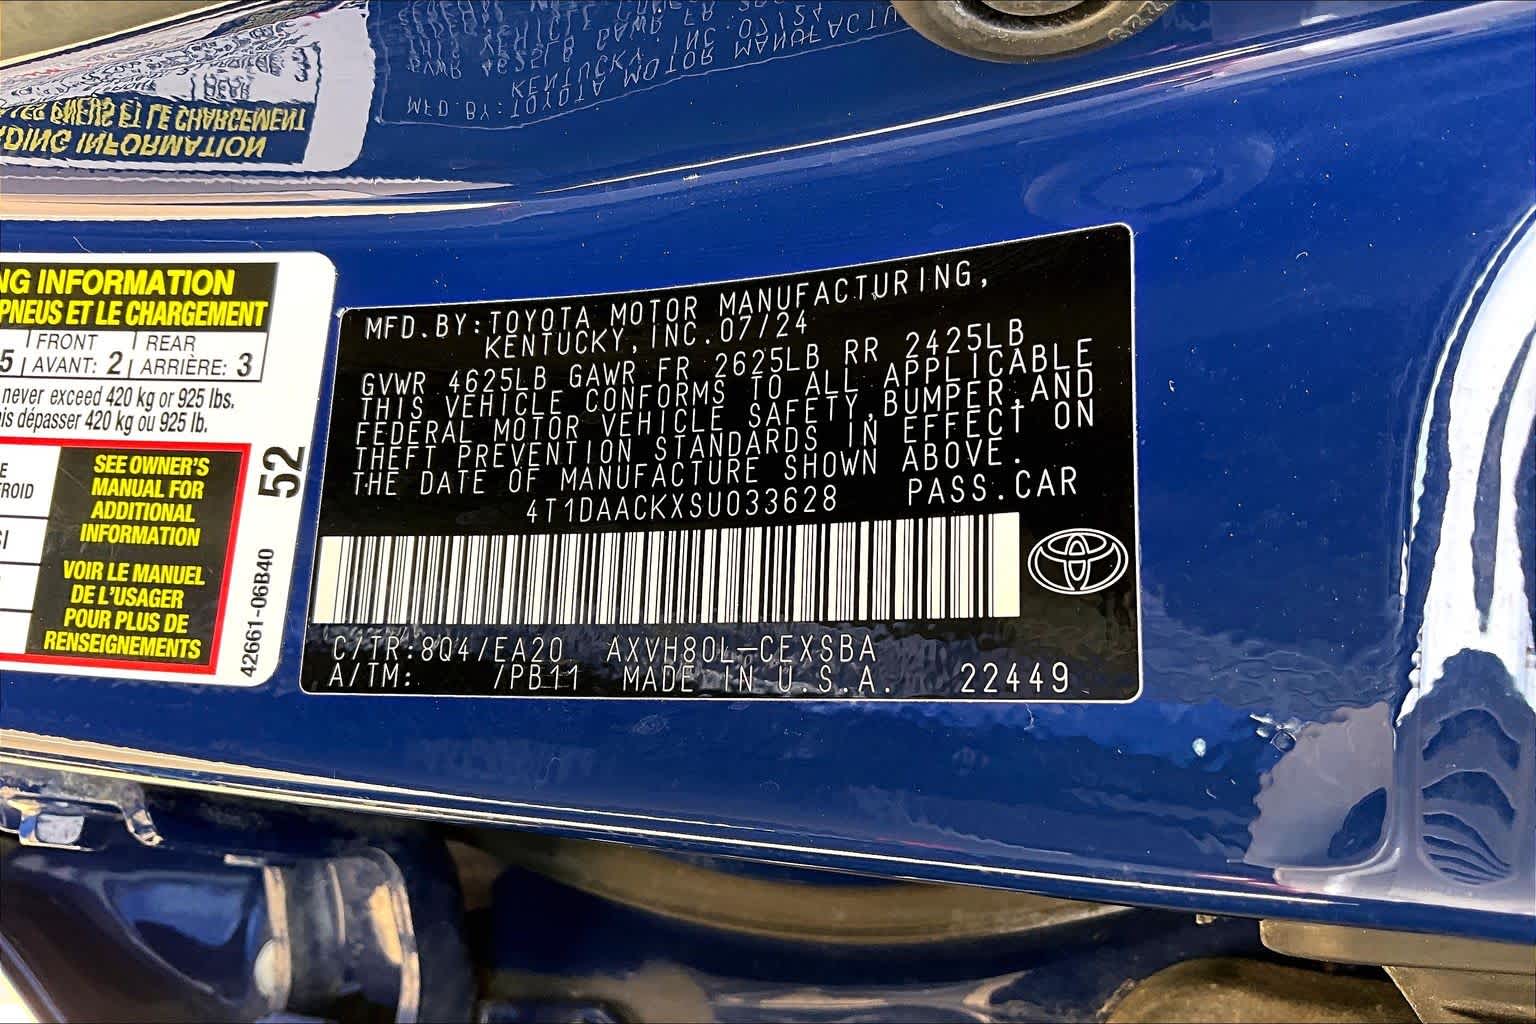 NG INFORMATION
PNEUS ET LE CHARGEMENT
5 FRONT REAR
AVANT: 2 ARRIÈRE: 3
never exceed 420 kg or 925 lbs.
dépasser 420 kg ou 925 lb.
SEE OWNER'S
MANUAL FOR
ADDITIONAL
INFORMATION
VOIR LE MANUEL
DE L'USAGER
POUR PLUS DE
RENSEIGNEMENTS
52
42661-06B40
MFD.BY:TOYOTA MOTOR MANUFACTURING,
KENTUCKY,INC.07/24
GVWR 4625LB GAWR FR 2625LB RR 2425LB
THIS VEHICLE CONFORMS TO ALL APPLICABLE
FEDERAL MOTOR VEHICLE SAFETY,BUMPER,AND
THEFT PREVENTION STANDARDS IN EFFECT ON
THE DATE OF MANUFACTURE SHOWN ABOVE.
4T1DAACKXSU033628 PASS.CAR
C/TR:8Q4/EA20 AXVH80L-CEXSBA
A/TM: /PB11 MADE IN U.S.A. 22449